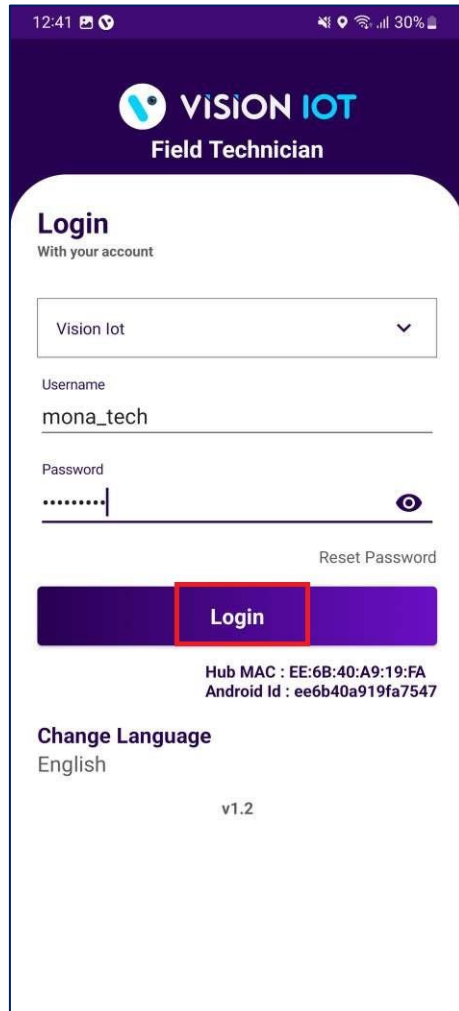 12:41
30%
VISION IOT
Field Technician
Login
With your account
Vision Iot
Username
mona_tech
Password
•••••••••
Reset Password
Login
Hub MAC : EE:6B:40:A9:19:FA
Android Id : ee6b40a919fa7547
Change Language
English
v1.2